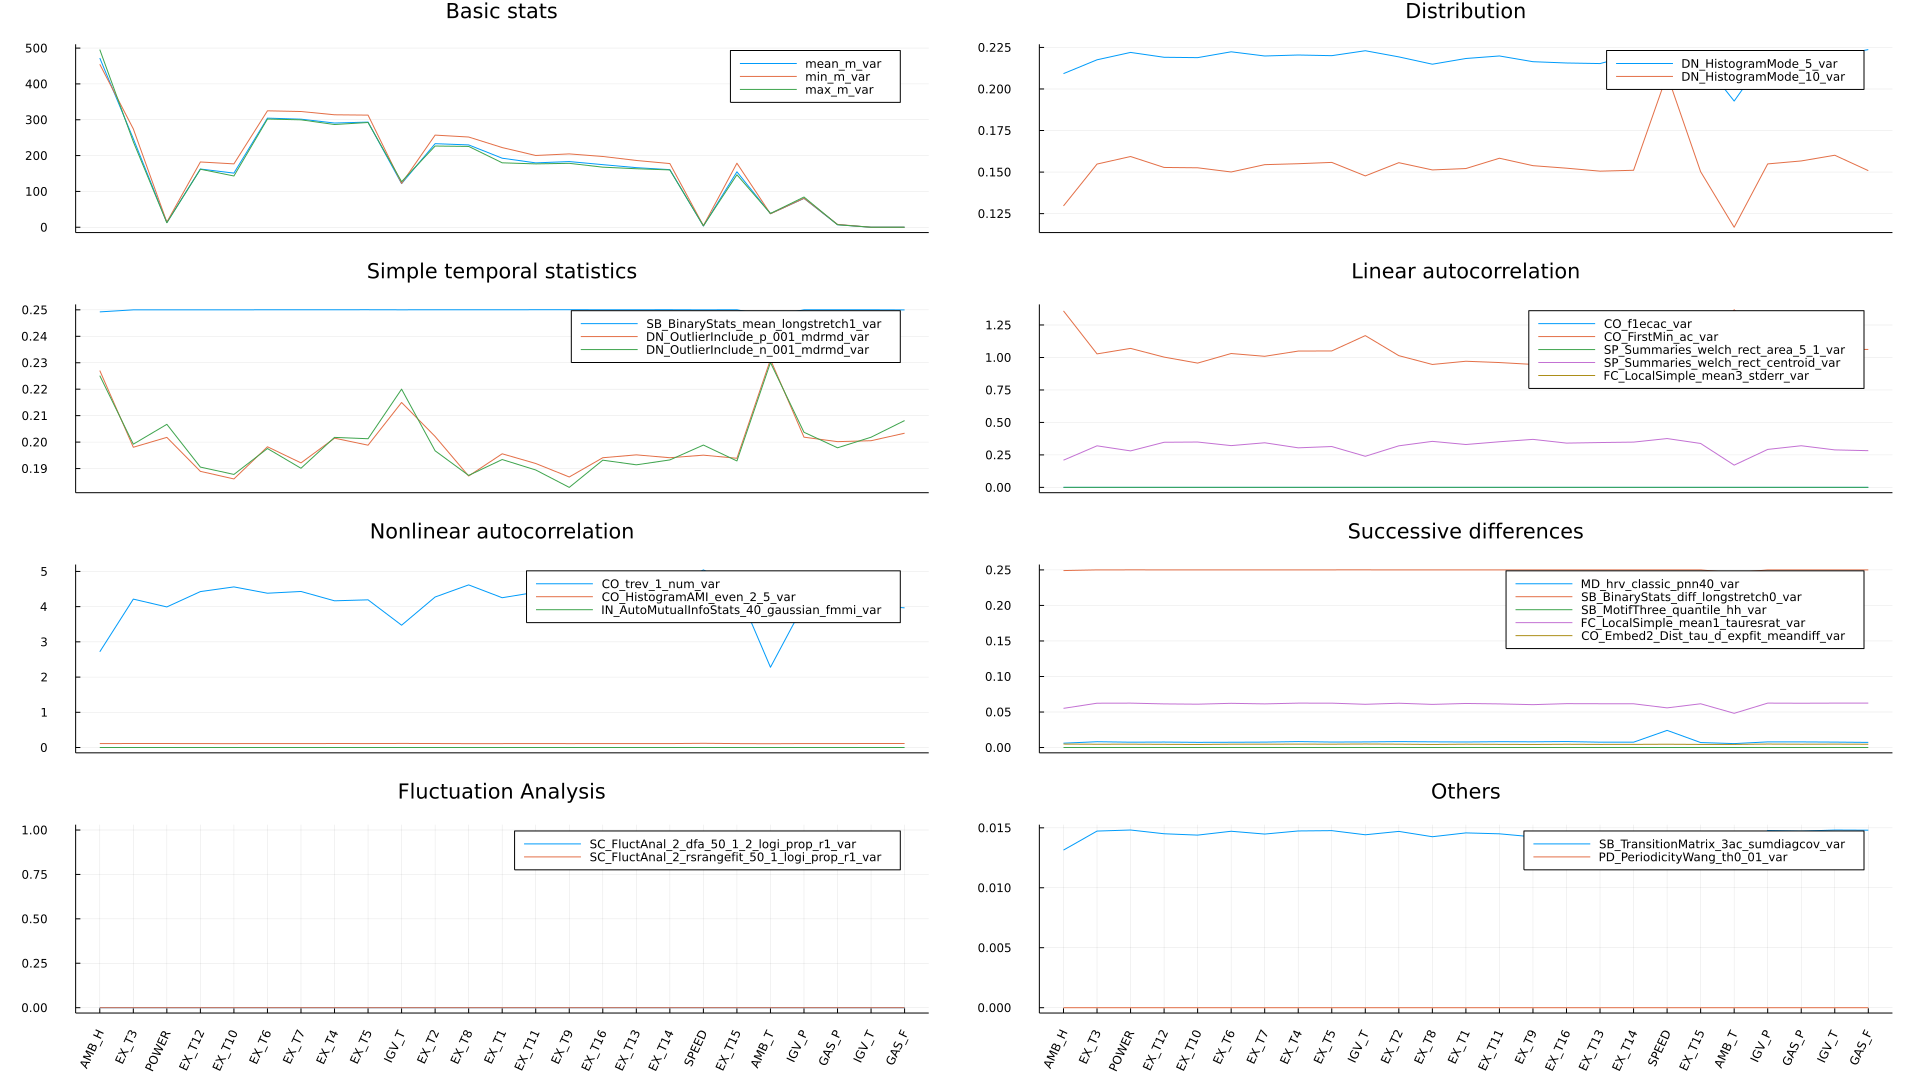 Basic stats
500
400
300
200
100
0
mean_m_var
min_m_var
max_m_var
Distribution
0.225
0.200
0.175
0.150
0.125
DN_HistogramMode_5_var
DN_HistogramMode_10_var
Simple temporal statistics
0.25
0.24
0.23
0.22
0.21
0.20
0.19
SB_BinaryStats_mean_longstretch1_var
DN_OutlierInclude_p_001_mdrmd_var
DN_OutlierInclude_n_001_mdrmd_var
Linear autocorrelation
1.25
1.00
0.75
0.50
0.25
0.00
CO_f1ecac_var
CO_FirstMin_ac_var
SP_Summaries_welch_rect_area_5_1_var
SP_Summaries_welch_rect_centroid_var
FC_LocalSimple_mean3_stderr_var
Nonlinear autocorrelation
5
4
3
2
1
0
CO_trev_1_num_var
CO_HistogramAMI_even_2_5_var
IN_AutoMutualInfoStats_40_gaussian_fmmi_var
Successive differences
0.25
0.20
0.15
0.10
0.05
0.00
MD_hrv_classic_pnn40_var
SB_BinaryStats_diff_longstretch0_var
SB_MotifThree_quantile_hh_var
FC_LocalSimple_mean1_tauresrat_var
CO_Embed2_Dist_tau_d_expfit_meandiff_var
Fluctuation Analysis
1.00
0.75
0.50
0.25
0.00
SC_FluctAnal_2_dfa_50_1_2_logi_prop_r1_var
SC_FluctAnal_2_rsrangefit_50_1_logi_prop_r1_var
AMB_H
EX_T3
POWER
EX_T12
EX_T10
EX_T6
EX_T7
EX_T4
EX_T5
IGV_T
EX_T2
EX_T8
EX_T1
EX_T11
EX_T9
EX_T16
EX_T13
EX_T14
SPEED
EX_T15
AMB_T
IGV_P
GAS_P
IGV_T
GAS_F
Others
0.015
0.010
0.005
0.000
SB_TransitionMatrix_3ac_sumdiagcov_var
PD_PeriodicityWang_th0_01_var
AMB_H
EX_T3
POWER
EX_T12
EX_T10
EX_T6
EX_T7
EX_T4
EX_T5
IGV_T
EX_T2
EX_T8
EX_T1
EX_T11
EX_T9
EX_T16
EX_T13
EX_T14
SPEED
EX_T15
AMB_T
IGV_P
GAS_P
IGV_T
GAS_F